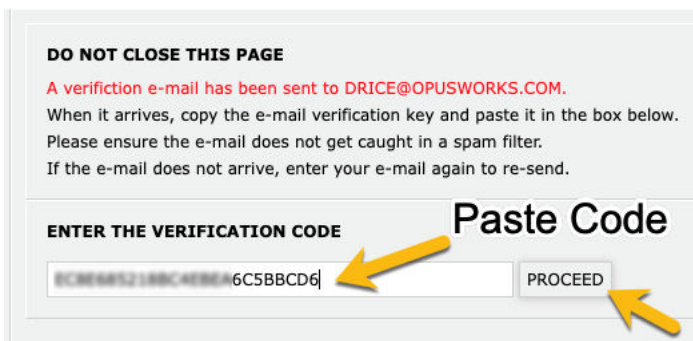 DO NOT CLOSE THIS PAGE
A verifiction e-mail has been sent to DRICE@OPUSWORKS.COM.
When it arrives, copy the e-mail verification key and paste it in the box below.
Please ensure the e-mail does not get caught in a spam filter.
If the e-mail does not arrive, enter your e-mail again to re-send.
Paste Code
ENTER THE VERIFICATION CODE
6C5BBCD6
PROCEED